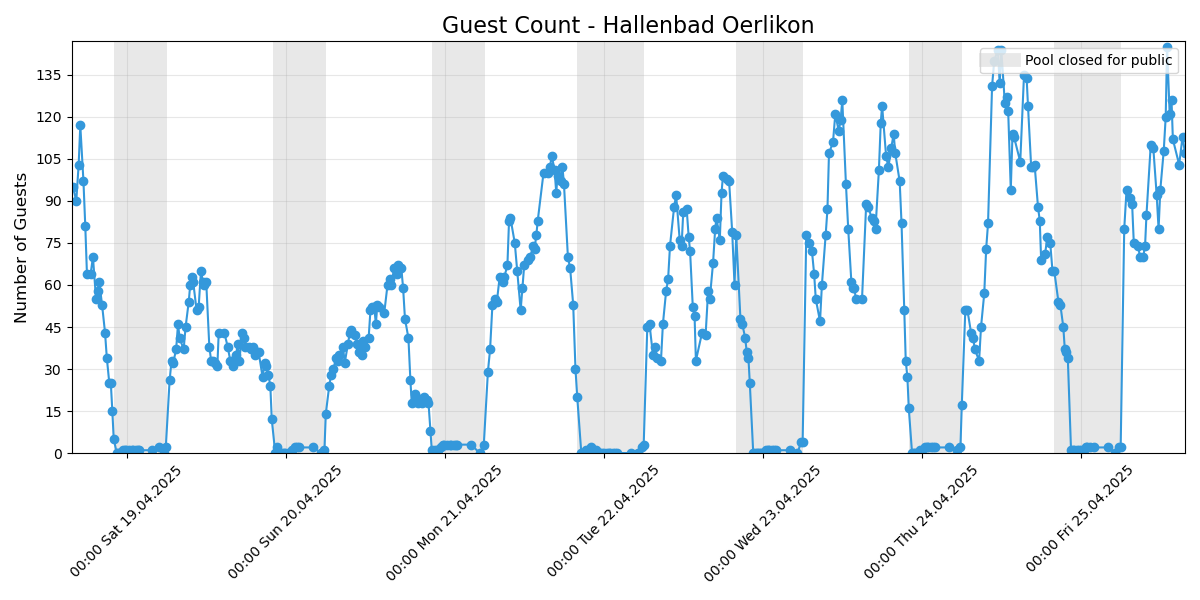 Guest Count - Hallenbad Oerlikon
Pool closed for public
Number of Guests
135
120
105
90
75
60
45
30
15
0
00:00 Sat 19.04.2025
00:00 Sun 20.04.2025
00:00 Mon 21.04.2025
00:00 Tue 22.04.2025
00:00 Wed 23.04.2025
00:00 Thu 24.04.2025
00:00 Fri 25.04.2025